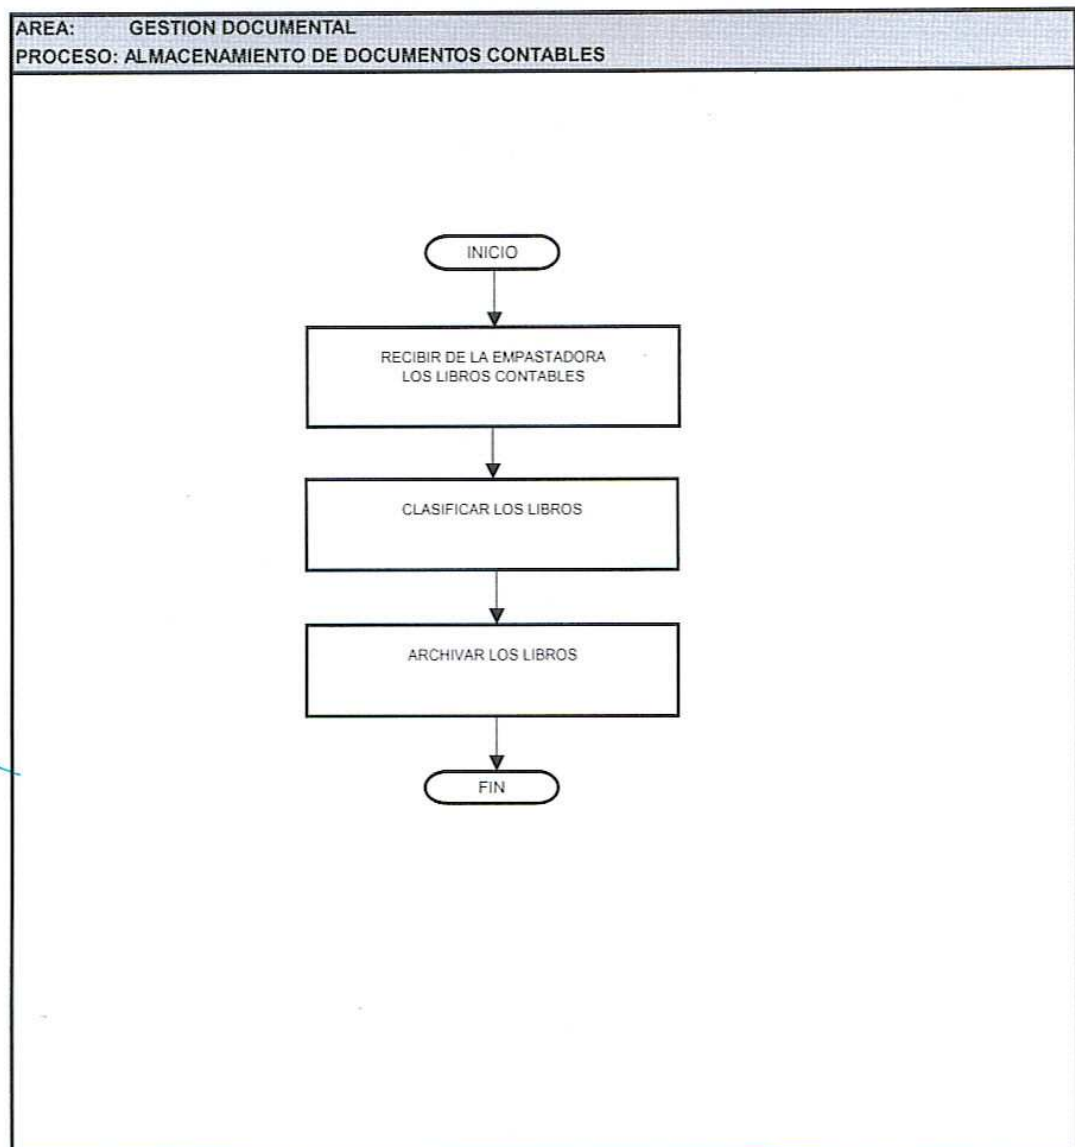 AREA: GESTION DOCUMENTAL
PROCESO: ALMACENAMIENTO DE DOCUMENTOS CONTABLES
INICIO
RECIBIR DE LA EMPASTADORA
LOS LIBROS CONTABLES
CLASIFICAR LOS LIBROS
ARCHIVAR LOS LIBROS
FIN